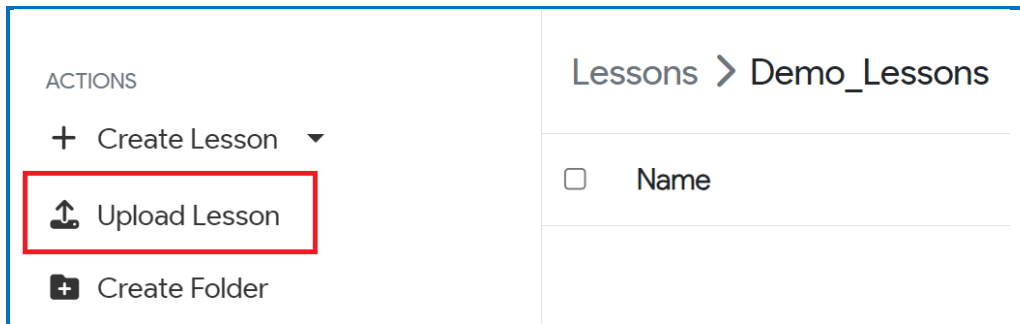 ACTIONS
Create Lesson
Upload Lesson
Create Folder
Lessons > Demo_Lessons
Name